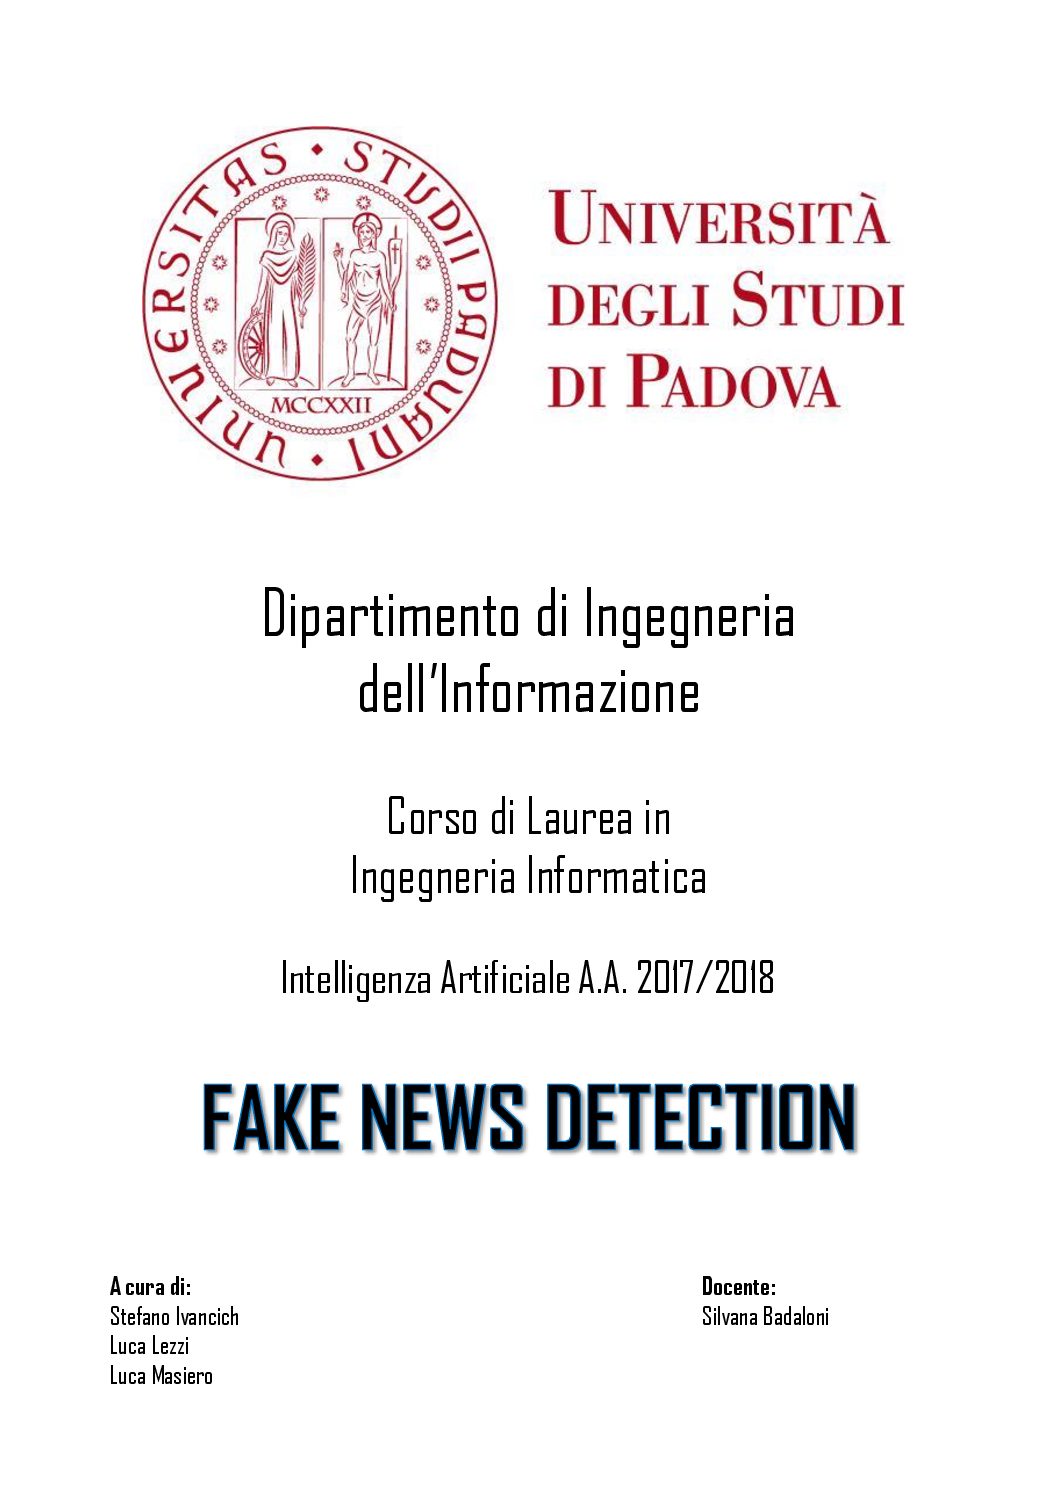 UNIVERSITAS STUDII PADUANI
MCCXXII
UNIVERSITÀ
DEGLI STUDI
DI PADOVA
Dipartimento di Ingegneria
dell'Informazione
Corso di Laurea in
Ingegneria Informatica
Intelligenza Artificiale A.A. 2017/2018
FAKE NEWS DETECTION
A cura di:
Stefano Ivancich
Luca Lezzi
Luca Masiero
Docente:
Silvana Badaloni